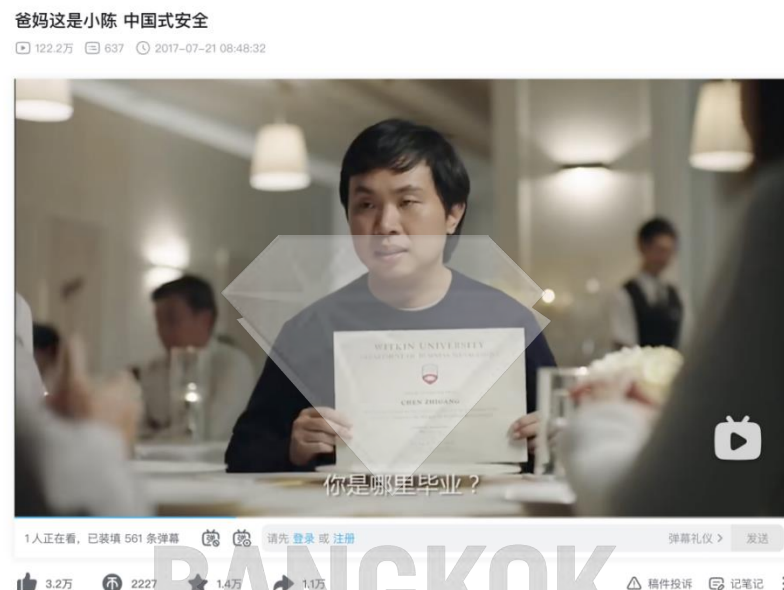 爸妈这是小陈 中国式安全
122.2万 637 2017-07-21 08:48:32
WITKIN UNIVERSITY
CHEN ZHIGANG
你是哪里毕业？
1人正在看，已装填 561 条弹幕 弹 弹 请先 登录 或 注册 弹幕礼仪 > 发送
BANGKOK
3.2万 2227 1.4万 1.1万 稿件投诉 记笔记